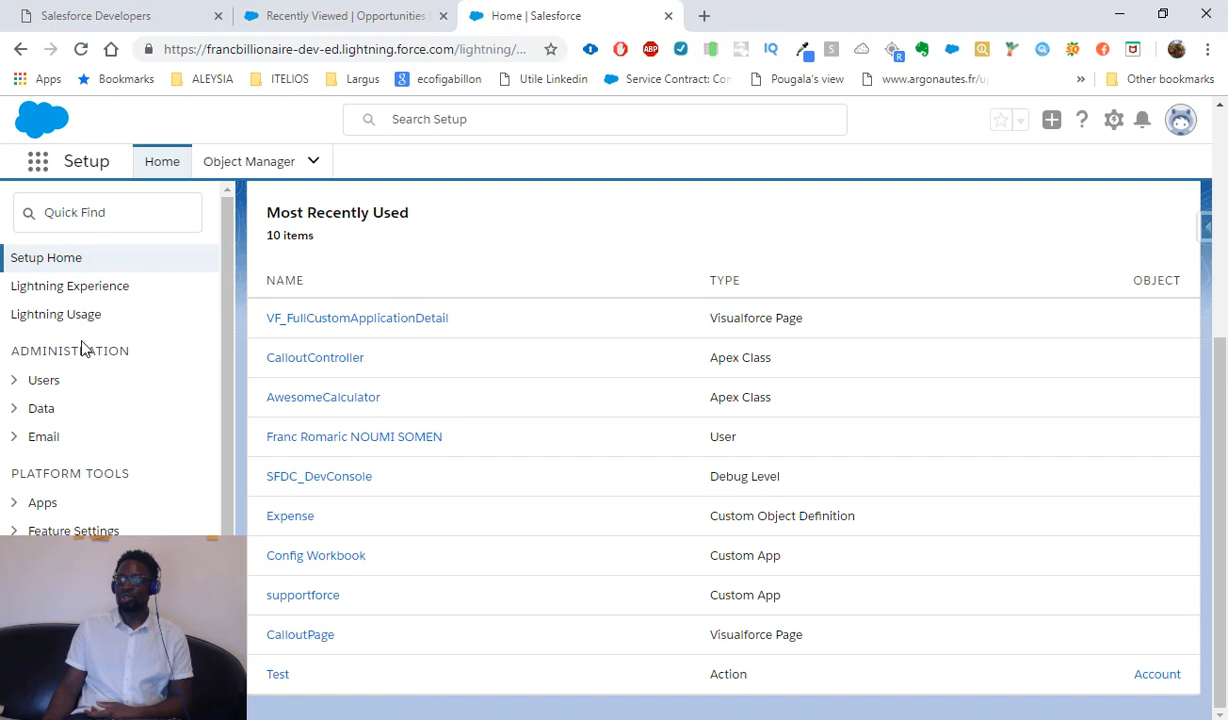 Salesforce Developers
Recently Viewed | Opportunities
Home | Salesforce
https://francbillionaire-dev-ed.lightning.force.com/lightning/...
ABP
IQ
S
R
Apps
Bookmarks
ALEYSIA
ITELIOS
Largus
ecofigabillon
Utile Linkedin
Service Contract: Con
Pougala's view
www.argonautes.fr/u
»
Other bookmarks
Search Setup
Setup
Home
Object Manager
Quick Find
Setup Home
Lightning Experience
Lightning Usage
ADMINISTRATION
Users
Data
Email
PLATFORM TOOLS
Apps
Feature Settings
Most Recently Used
10 items
NAME TYPE OBJECT
VF_FullCustomApplicationDetail Visualforce Page
CalloutController Apex Class
AwesomeCalculator Apex Class
Franc Romaric NOUMI SOMEN User
SFDC_DevConsole Debug Level
Expense Custom Object Definition
Config Workbook Custom App
supportforce Custom App
CalloutPage Visualforce Page
Test Action Account